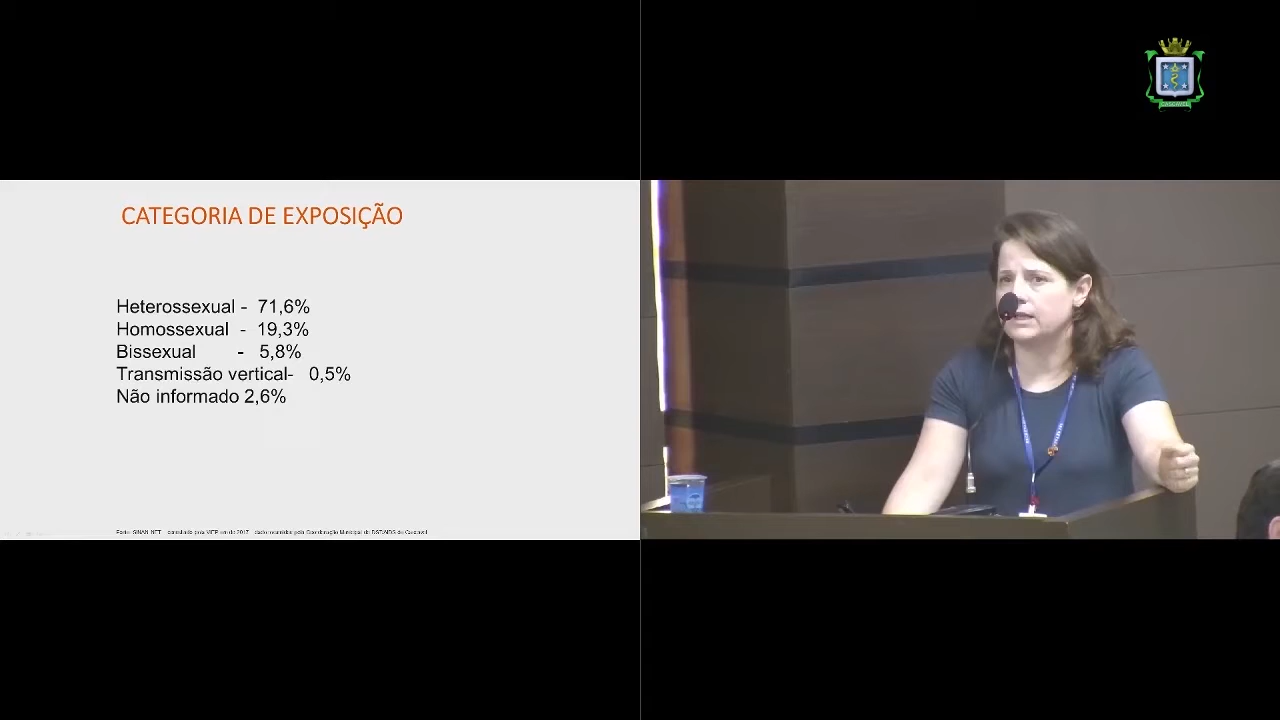 CATEGORIA DE EXPOSIÇÃO
Heterossexual - 71,6%
Homossexual - 19,3%
Bissexual - 5,8%
Transmissão vertical- 0,5%
Não informado 2,6%
CASCAVEL